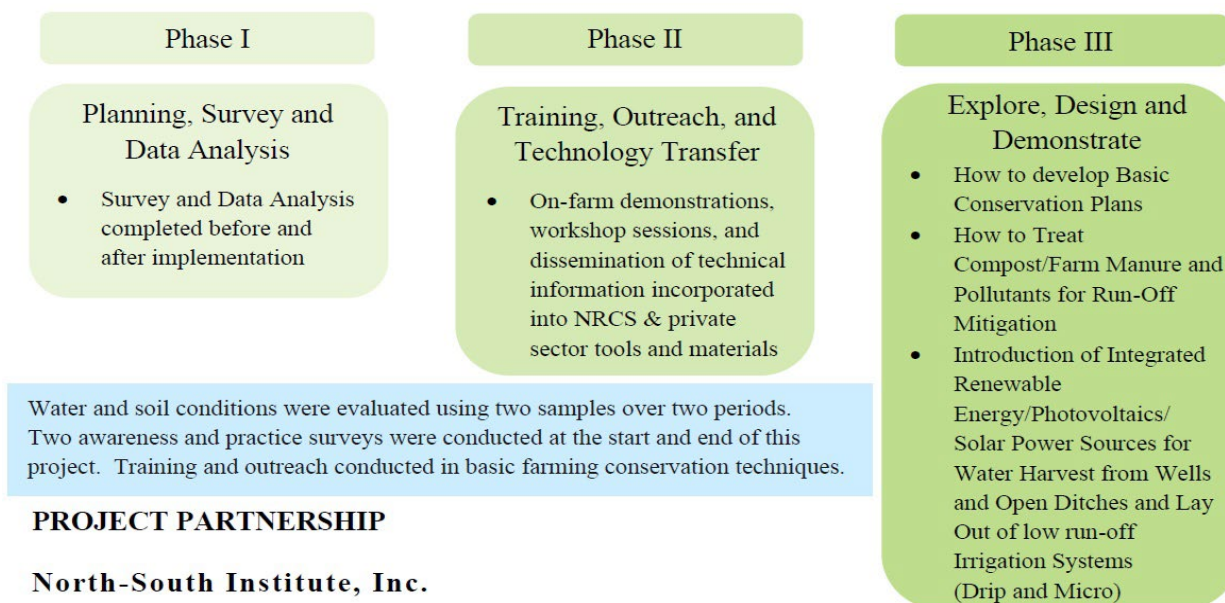 Phase I
Planning, Survey and
Data Analysis
• Survey and Data Analysis
completed before and
after implementation
Phase II
Training, Outreach, and
Technology Transfer
• On-farm demonstrations,
workshop sessions, and
dissemination of technical
information incorporated
into NRCS & private
sector tools and materials
Phase III
Explore, Design and
Demonstrate
• How to develop Basic
Conservation Plans
• How to Treat
Compost/Farm Manure and
Pollutants for Run-Off
Mitigation
• Introduction of Integrated
Renewable
Energy/Photovoltaics/
Solar Power Sources for
Water Harvest from Wells
and Open Ditches and Lay
Out of low run-off
Irrigation Systems
(Drip and Micro)
Water and soil conditions were evaluated using two samples over two periods.
Two awareness and practice surveys were conducted at the start and end of this
project.  Training and outreach conducted in basic farming conservation techniques.
PROJECT PARTNERSHIP
North-South Institute, Inc.